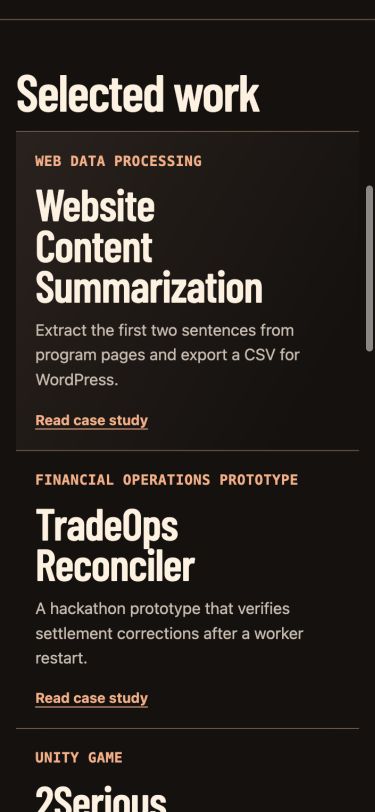 Selected work
WEB DATA PROCESSING
Website
Content
Summarization
Extract the first two sentences from
program pages and export a CSV for
WordPress.
Read case study
FINANCIAL OPERATIONS PROTOTYPE
TradeOps
Reconciler
A hackathon prototype that verifies
settlement corrections after a worker
restart.
Read case study
UNITY GAME
2Serious